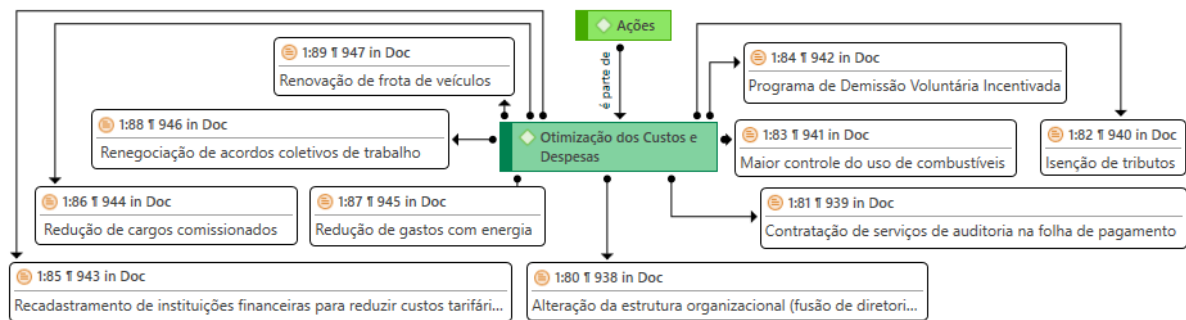 Ações
1:89 ¶ 947 in Doc
Renovação de frota de veículos
é parte de
1:84 ¶ 942 in Doc
Programa de Demissão Voluntária Incentivada
1:88 ¶ 946 in Doc
Renegociação de acordos coletivos de trabalho
Otimização dos Custos e
Despesas
1:83 ¶ 941 in Doc
Maior controle do uso de combustíveis
1:82 ¶ 940 in Doc
Isenção de tributos
1:86 ¶ 944 in Doc
Redução de cargos comissionados
1:87 ¶ 945 in Doc
Redução de gastos com energia
1:81 ¶ 939 in Doc
Contratação de serviços de auditoria na folha de pagamento
1:85 ¶ 943 in Doc
Recadastramento de instituições financeiras para reduzir custos tarifári...
1:80 ¶ 938 in Doc
Alteração da estrutura organizacional (fusão de diretori...